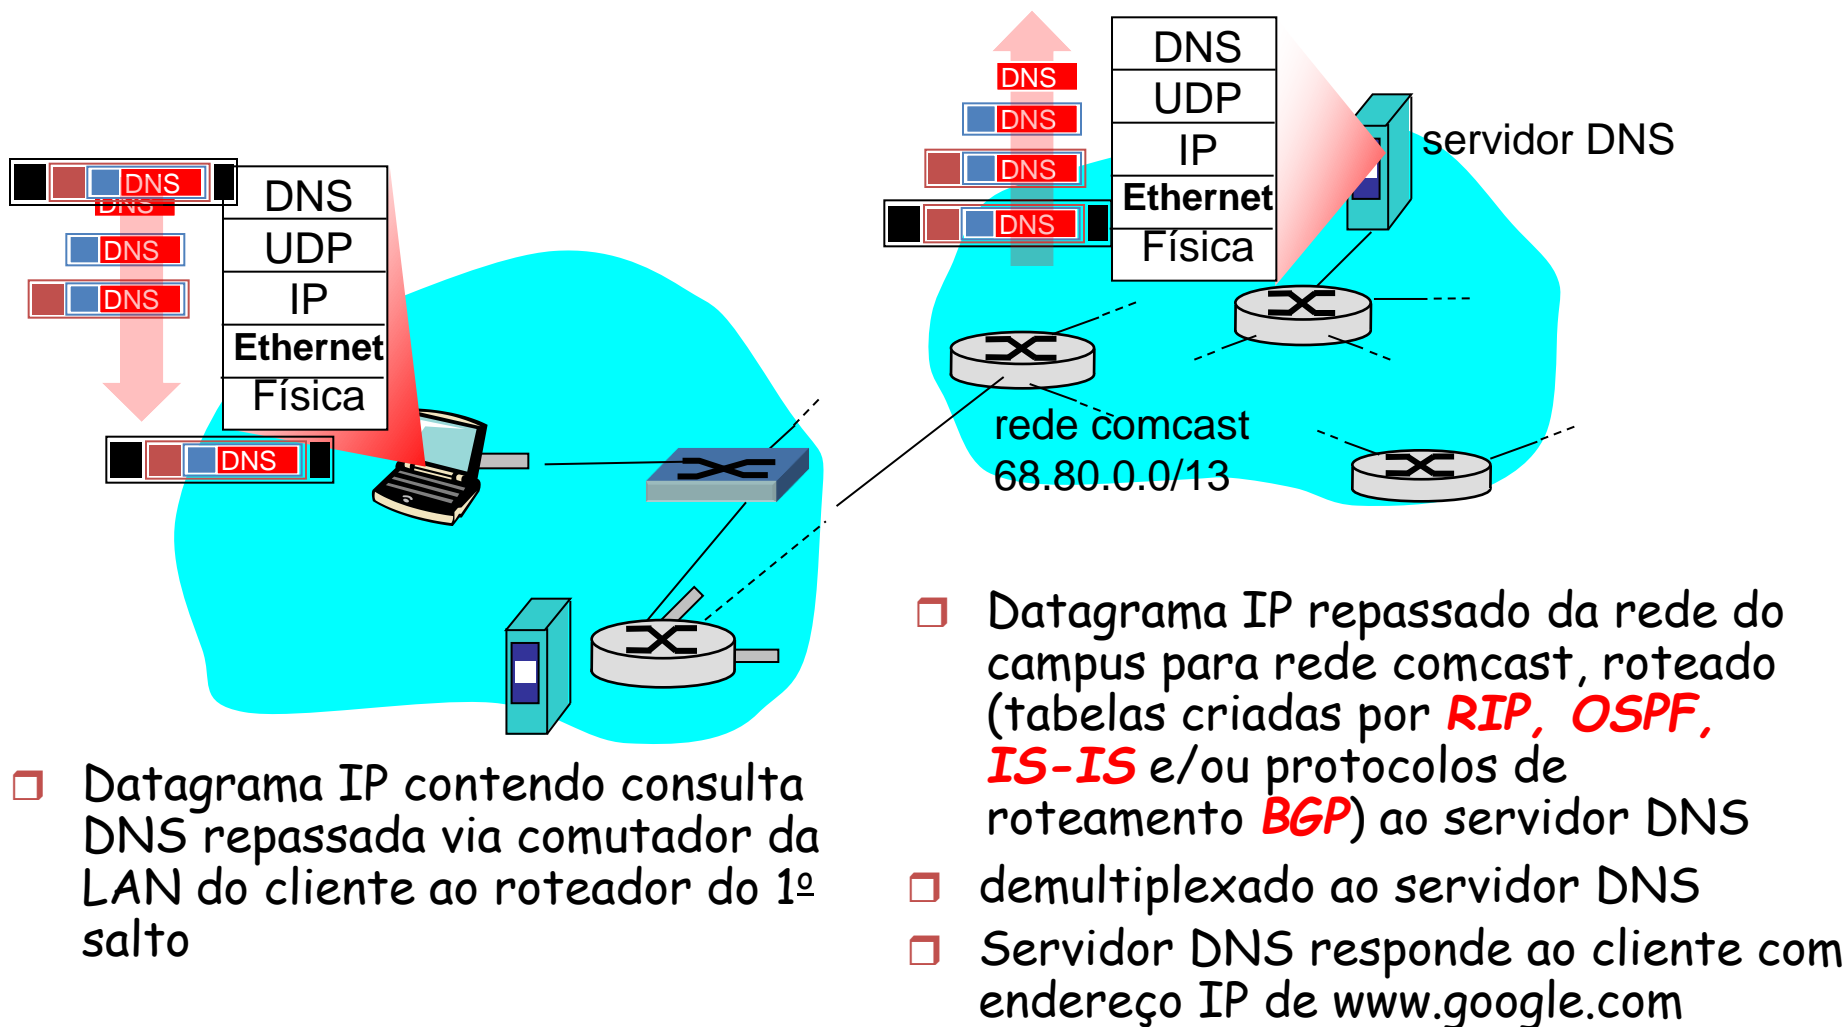 DNS
DNS
DNS
DNS
DNS
DNS
UDP
IP
Ethernet
Física
DNS
DNS
DNS
DNS
DNS
UDP
IP
Ethernet
Física
servidor DNS
rede comcast
68.80.0.0/13
Datagrama IP contendo consulta
DNS repassada via comutador da
LAN do cliente ao roteador do 1º
salto
Datagrama IP repassado da rede do
campus para rede comcast, roteado
(tabelas criadas por RIP, OSPF,
IS-IS e/ou protocolos de
roteamento BGP) ao servidor DNS
demultiplexado ao servidor DNS
Servidor DNS responde ao cliente com
endereço IP de www.google.com